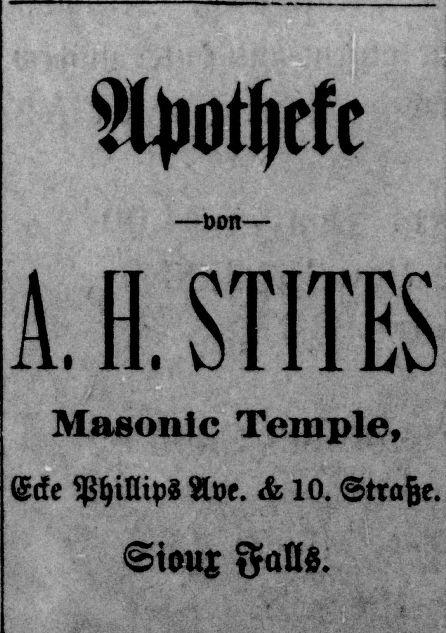 Apotheke
—von—
A. H. STITES
Masonic Temple,
Ecke Phillips Ave. & 10. Straße.
Sioux Falls.